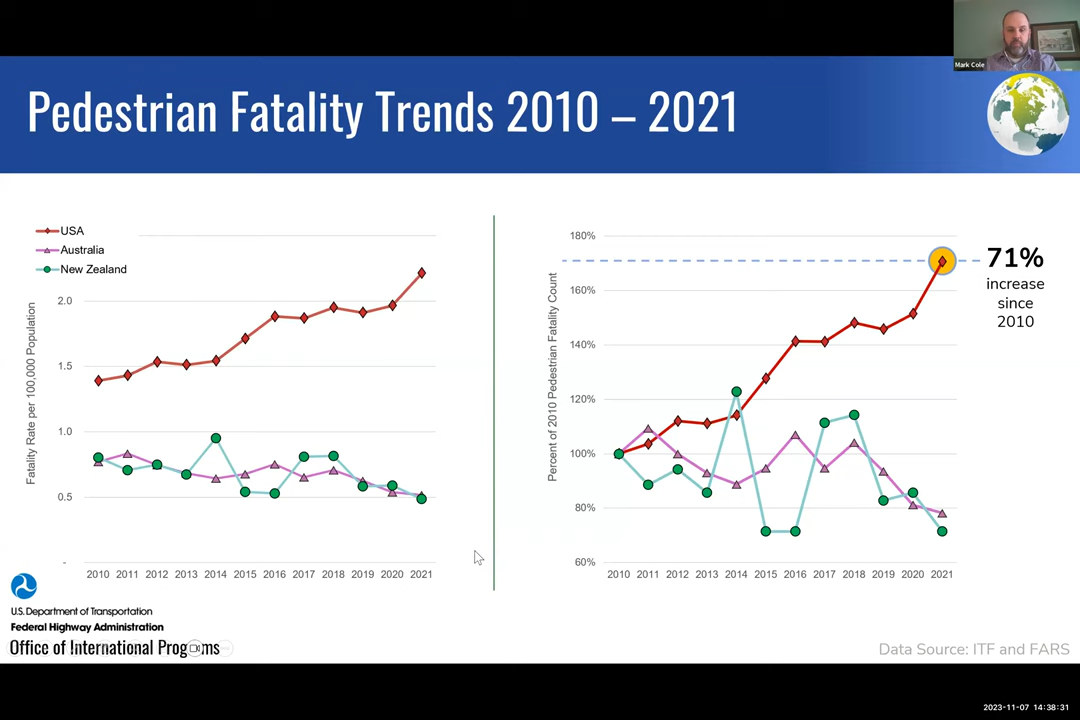 Mark Cole
Pedestrian Fatality Trends 2010 – 2021
USA
Australia
New Zealand
2.0
1.5
1.0
0.5
-
Fatality Rate per 100,000 Population
2010 2011 2012 2013 2014 2015 2016 2017 2018 2019 2020 2021
180%
160%
140%
120%
100%
80%
60%
Percent of 2010 Pedestrian Fatality Count
2010 2011 2012 2013 2014 2015 2016 2017 2018 2019 2020 2021
71%
increase
since
2010
U.S. Department of Transportation
Federal Highway Administration
Office of International Programs
Data Source: ITF and FARS
2023-11-07 14:38:31